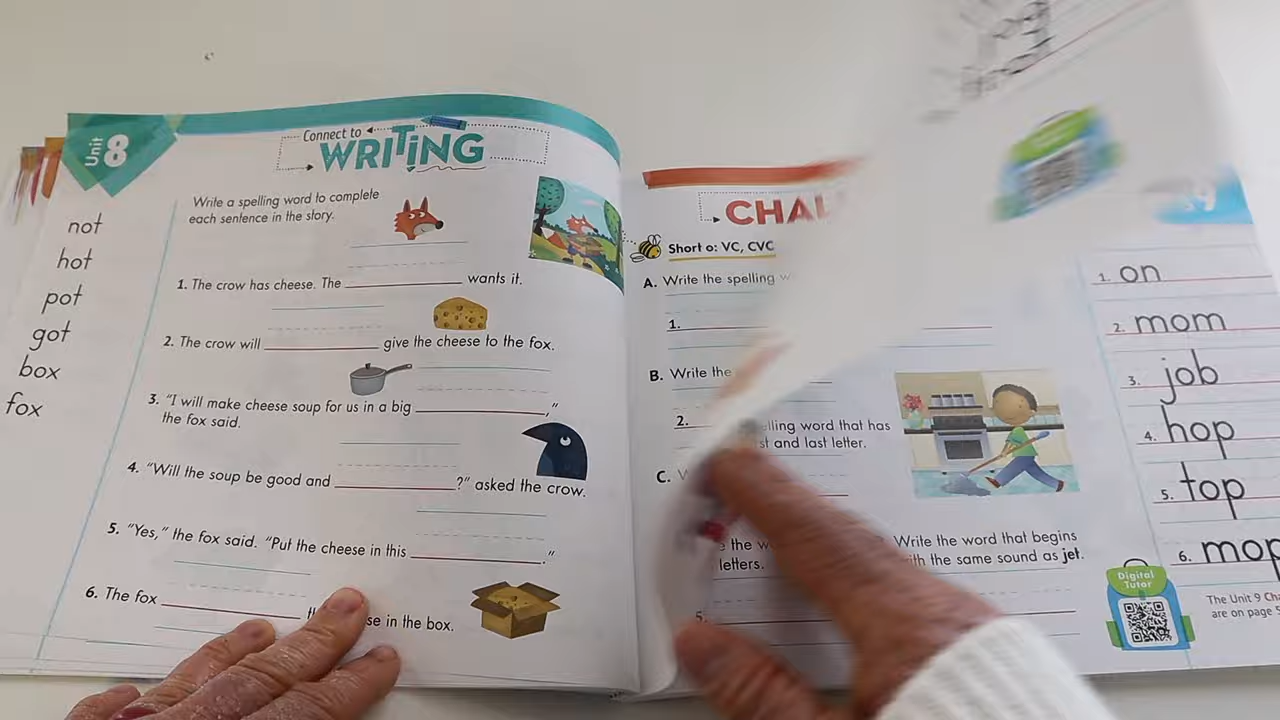 Unit 8
Connect to
WRITING
not
hot
pot
got
box
fox
Write a spelling word to complete
each sentence in the story.
1. The crow has cheese. The wants it.
2. The crow will give the cheese to the fox.
3. “I will make cheese soup for us in a big ,”
the fox said.
4. “Will the soup be good and ?” asked the crow.
5. “Yes,” the fox said. “Put the cheese in this .”
6. The fox se in the box.
CHAL
Short o: VC, CVC
A. Write the spelling w
1.
B. Write the
2.
elling word that has
st and last letter.
C.
e the
letters.
5.
Write the word that begins
th the same sound as jet.
9
1. on
2. mom
3. job
4. hop
5. top
6. mop
Digital
Tutor
The Unit 9
are on page